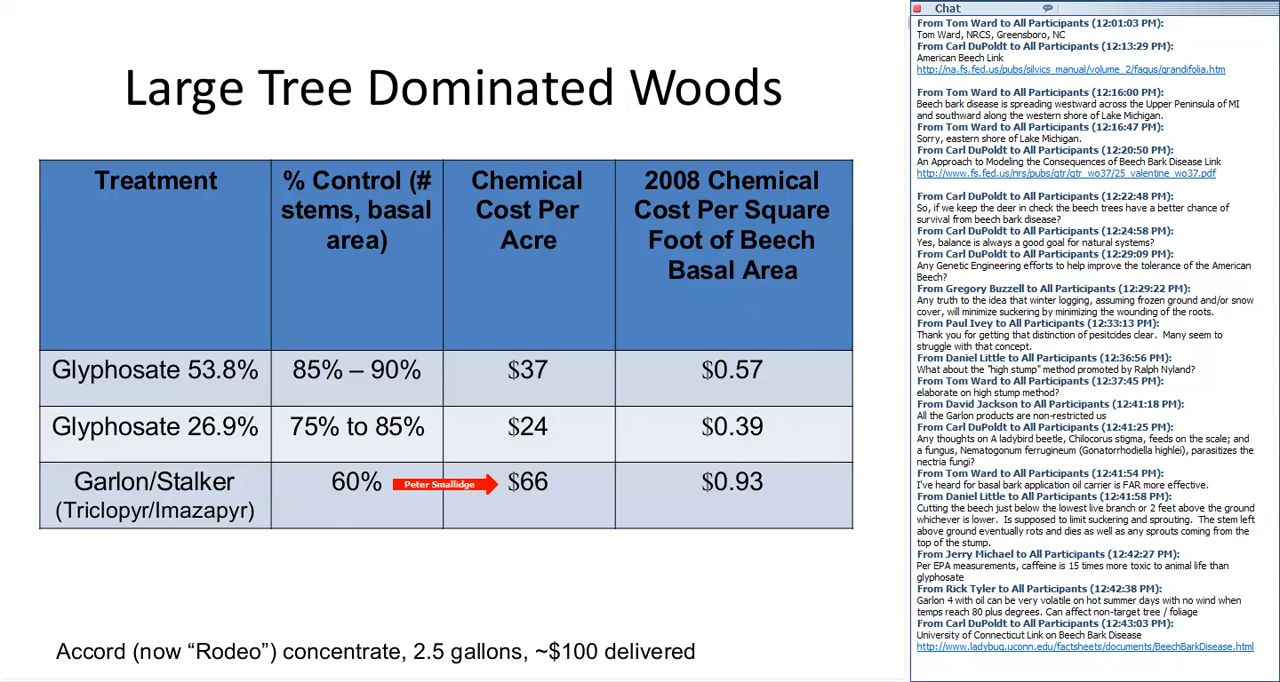 Large Tree Dominated Woods
Treatment
% Control (#
stems, basal
area)
Chemical
Cost Per
Acre
2008 Chemical
Cost Per Square
Foot of Beech
Basal Area
Glyphosate 53.8%
85% – 90%
$37
$0.57
Glyphosate 26.9%
75% to 85%
$24
$0.39
Garlon/Stalker
(Triclopyr/Imazapyr)
60%
Peter Smallidge
$66
$0.93
Accord (now “Rodeo”) concentrate, 2.5 gallons, ~$100 delivered
Chat
From Tom Ward to All Participants (12:01:03 PM):
Tom Ward, NRCS, Greensboro, NC
From Carl DuPoldt to All Participants (12:13:29 PM):
American Beech Link
http://na.fs.fed.us/pubs/silvics_manual/volume_2/fagus/grandifolia.htm
From Tom Ward to All Participants (12:16:00 PM):
Beech bark disease is spreading westward across the Upper Peninsula of MI
and southward along the western shore of Lake Michigan.
From Tom Ward to All Participants (12:16:47 PM):
Sorry, eastern shore of Lake Michigan.
From Carl DuPoldt to All Participants (12:20:50 PM):
An Approach to Modeling the Consequences of Beech Bark Disease Link
http://www.fs.fed.us/nrs/pubs/gtr/gtr_wo37/25_valentine_wo37.pdf
From Carl DuPoldt to All Participants (12:22:48 PM):
So, if we keep the deer in check the beech trees have a better chance of
survival from beech bark disease?
From Carl DuPoldt to All Participants (12:24:58 PM):
Yes, balance is always a good goal for natural systems?
From Carl DuPoldt to All Participants (12:29:09 PM):
Any Genetic Engineering efforts to help improve the tolerance of the American
Beech?
From Gregory Buzzell to All Participants (12:29:22 PM):
Any truth to the idea that winter logging, assuming frozen ground and/or snow
cover, will minimize suckering by minimizing the wounding of the roots.
From Paul Ivey to All Participants (12:33:13 PM):
Thank you for getting that distinction of pesitcides clear.  Many seem to
struggle with that concept.
From Daniel Little to All Participants (12:36:56 PM):
What about the "high stump" method promoted by Ralph Nyland?
From Tom Ward to All Participants (12:37:45 PM):
elaborate on high stump method?
From David Jackson to All Participants (12:41:18 PM):
All the Garlon products are non-restricted us
From Carl DuPoldt to All Participants (12:41:25 PM):
Any thoughts on A ladybird beetle, Chilocorus stigma, feeds on the scale; and
a fungus, Nematogonum ferrugineum (Gonatorrhodiella highlei), parasitizes the
nectria fungi?
From Tom Ward to All Participants (12:41:54 PM):
I've heard for basal bark application oil carrier is FAR more effective.
From Daniel Little to All Participants (12:41:58 PM):
Cutting the beech just below the lowest live branch or 2 feet above the ground
whichever is lower.  Is supposed to limit suckering and sprouting.  The stem left
above ground eventually rots and dies as well as any sprouts coming from the
top of the stump.
From Jerry Michael to All Participants (12:42:27 PM):
Per EPA measurements, caffeine is 15 times more toxic to animal life than
glyphosate
From Rick Tyler to All Participants (12:42:38 PM):
Garlon 4 with oil can be very volatile on hot summer days with no wind when
temps reach 80 plus degrees. Can affect non-target tree / foliage
From Carl DuPoldt to All Participants (12:43:03 PM):
University of Connecticut Link on Beech Bark Disease
http://www.ladybug.uconn.edu/factsheets/documents/BeechBarkDisease.html